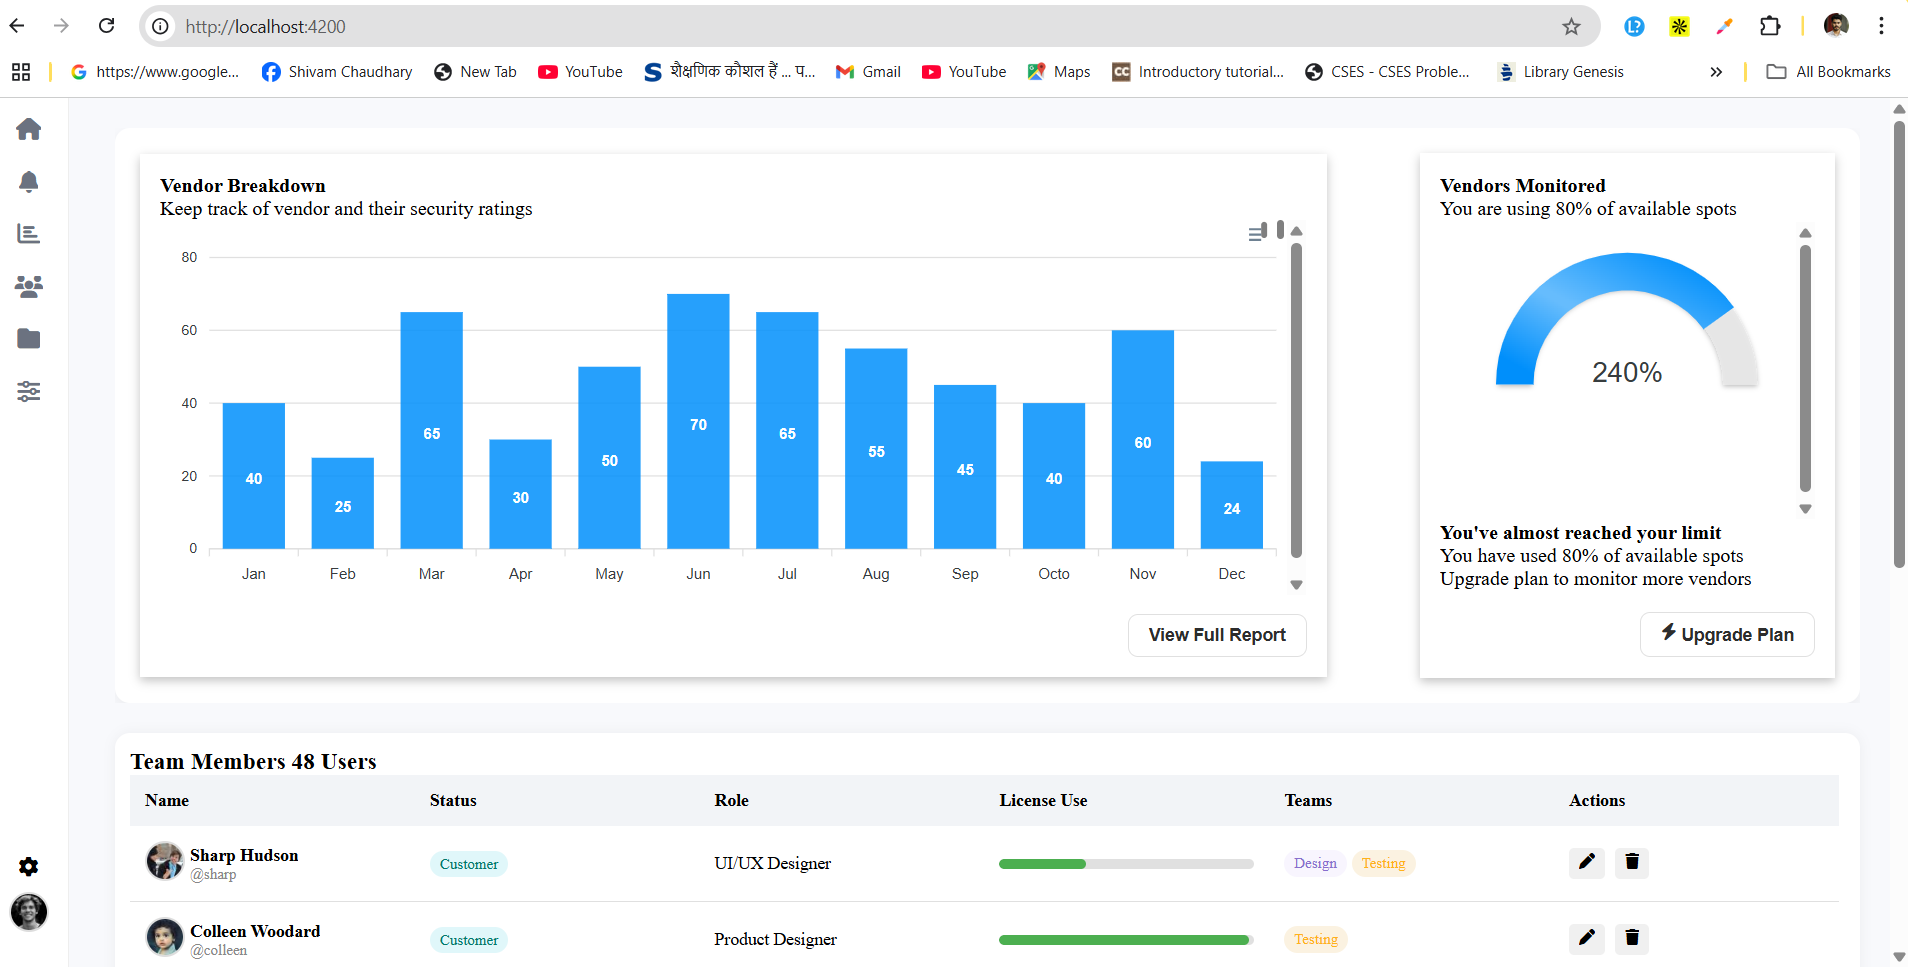 http://localhost:4200
https://www.google... Shivam Chaudhary New Tab YouTube शैक्षणिक कौशल हैं ... प... Gmail YouTube Maps Introductory tutorial... CSES - CSES Proble... Library Genesis » All Bookmarks
Vendor Breakdown
Keep track of vendor and their security ratings
80
60
40
20
0
40 25 65 30 50 70 65 55 45 40 60 24
Jan Feb Mar Apr May Jun Jul Aug Sep Octo Nov Dec
View Full Report
Vendors Monitored
You are using 80% of available spots
240%
You've almost reached your limit
You have used 80% of available spots
Upgrade plan to monitor more vendors
Upgrade Plan
Team Members 48 Users
Name Status Role License Use Teams Actions
Sharp Hudson
@sharp
Customer UI/UX Designer Design Testing
Colleen Woodard
@colleen
Customer Product Designer Testing